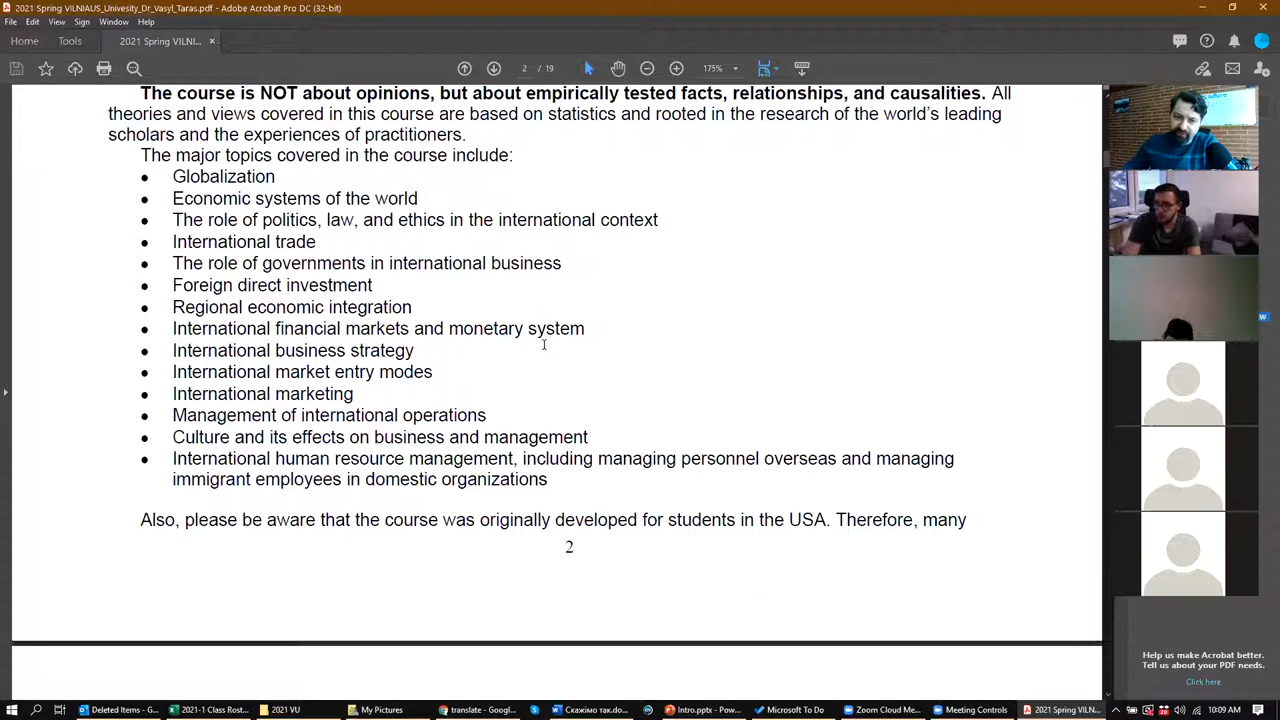 2021 Spring VILNIAUS_Univesity_Dr_Vasyl_Taras.pdf - Adobe Acrobat Pro DC (32-bit)
File Edit View Sign Window Help
Home Tools 2021 Spring VILNI... ×
2 / 19 175%
The course is NOT about opinions, but about empirically tested facts, relationships, and causalities. All
theories and views covered in this course are based on statistics and rooted in the research of the world's leading
scholars and the experiences of practitioners.
The major topics covered in the course include:
• Globalization
• Economic systems of the world
• The role of politics, law, and ethics in the international context
• International trade
• The role of governments in international business
• Foreign direct investment
• Regional economic integration
• International financial markets and monetary system
• International business strategy
• International market entry modes
• International marketing
• Management of international operations
• Culture and its effects on business and management
• International human resource management, including managing personnel overseas and managing
immigrant employees in domestic organizations
Also, please be aware that the course was originally developed for students in the USA. Therefore, many
2
Help us make Acrobat better.
Tell us about your PDF needs.
Click here
Deleted Items - G... 2021-1 Class Rost... 2021 VU My Pictures translate - Googl... Скажімо так.do... Intro.pptx - Pow... Microsoft To Do Zoom Cloud Me... Meeting Controls 2021 Spring VILN... 10:09 AM